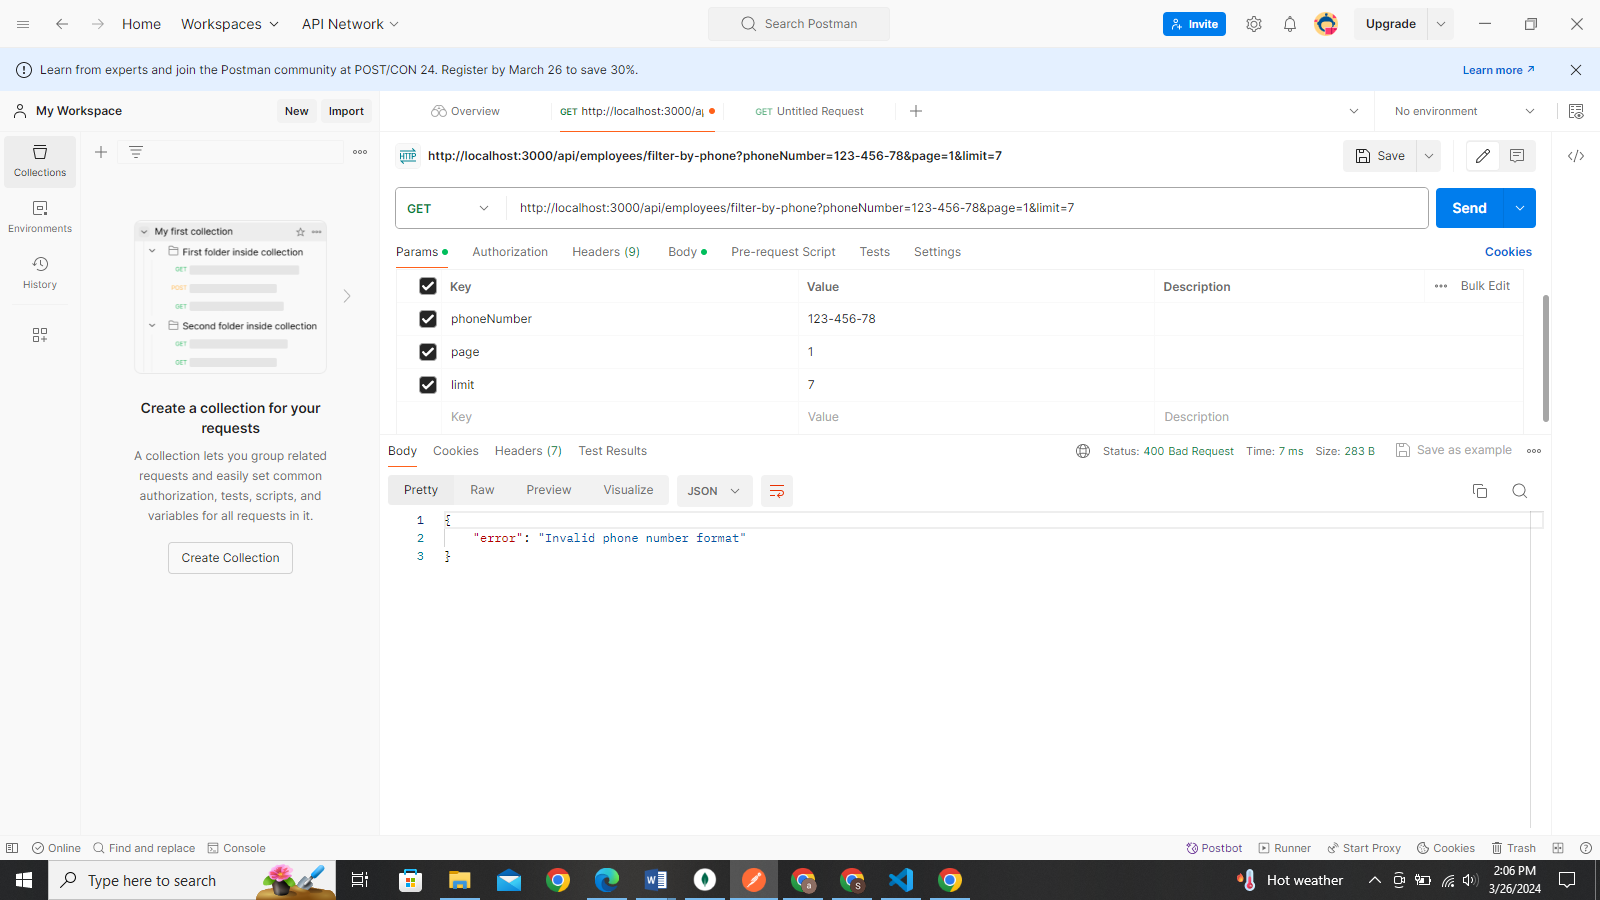 Home
Workspaces
API Network
Search Postman
Invite
Upgrade
Learn from experts and join the Postman community at POST/CON 24. Register by March 26 to save 30%.
Learn more
My Workspace
New
Import
Overview
GET http://localhost:3000/ap
GET Untitled Request
No environment
Collections
Environments
History
HTTP
http://localhost:3000/api/employees/filter-by-phone?phoneNumber=123-456-78&page=1&limit=7
Save
GET
http://localhost:3000/api/employees/filter-by-phone?phoneNumber=123-456-78&page=1&limit=7
Send
Params
Authorization
Headers (9)
Body
Pre-request Script
Tests
Settings
Cookies
Key
Value
Description
Bulk Edit
phoneNumber
123-456-78
page
1
limit
7
Key
Value
Description
My first collection
First folder inside collection
GET
POST
GET
Second folder inside collection
GET
GET
Create a collection for your
requests
A collection lets you group related
requests and easily set common
authorization, tests, scripts, and
variables for all requests in it.
Create Collection
Body
Cookies
Headers (7)
Test Results
Status: 400 Bad Request
Time: 7 ms
Size: 283 B
Save as example
Pretty
Raw
Preview
Visualize
JSON
1 {
2 "error": "Invalid phone number format"
3 }
Online
Find and replace
Console
Postbot
Runner
Start Proxy
Cookies
Trash
Type here to search
a
S
Hot weather
2:06 PM
3/26/2024